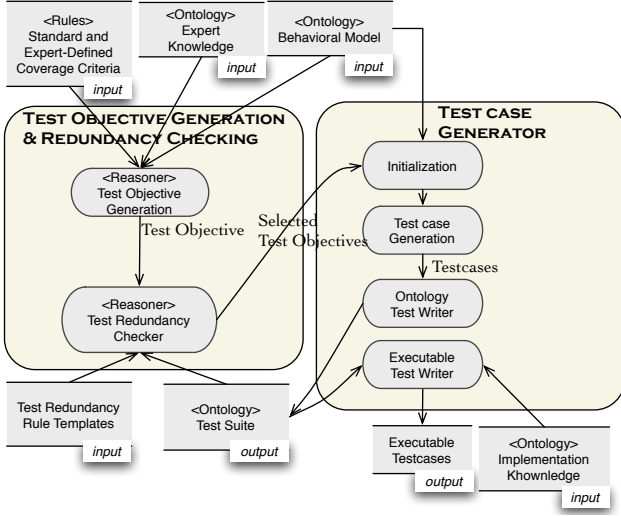 <Rules>
Standard and
Expert-Defined
Coverage Criteria
input
<Ontology>
Expert
Knowledge
input
<Ontology>
Behavioral Model
input
TEST OBJECTIVE GENERATION
& REDUNDANCY CHECKING
<Reasoner>
Test Objective
Generation
Test Objective
<Reasoner>
Test Redundancy
Checker
Selected
Test Objectives
TEST CASE
GENERATOR
Initialization
Test case
Generation
Testcases
Ontology
Test Writer
Executable
Test Writer
Test Redundancy
Rule Templates
input
<Ontology>
Test Suite
output
Executable
Testcases
output
<Ontology>
Implementation
Khownledge
input